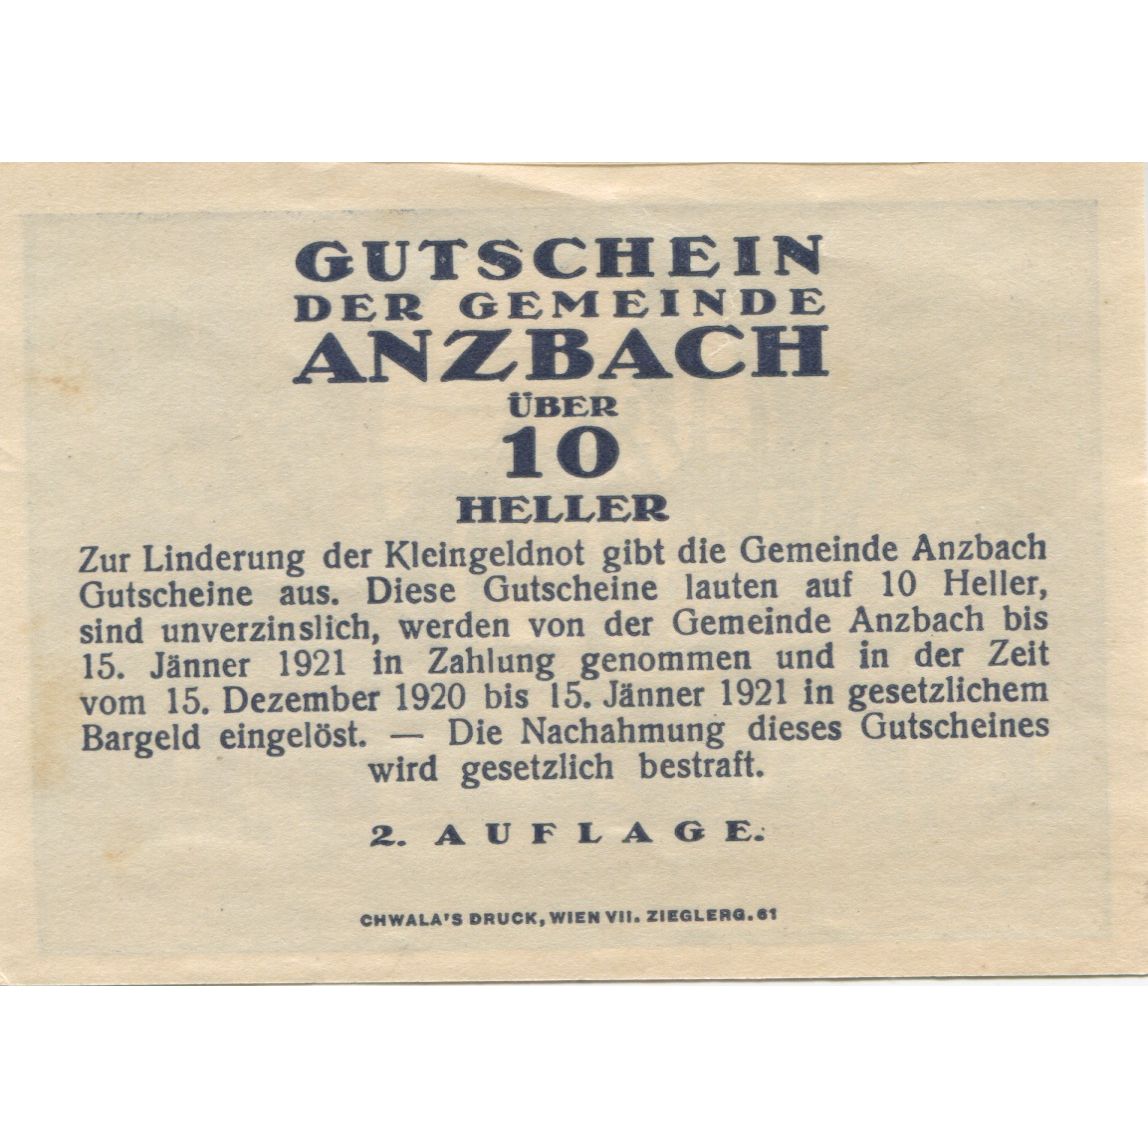 GUTSCHEIN
DER GEMEINDE
ANZBACH
ÜBER
10
HELLER
Zur Linderung der Kleingeldnot gibt die Gemeinde Anzbach
Gutscheine aus. Diese Gutscheine lauten auf 10 Heller,
sind unverzinslich, werden von der Gemeinde Anzbach bis
15. Jänner 1921 in Zahlung genommen und in der Zeit
vom 15. Dezember 1920 bis 15. Jänner 1921 in gesetzlichem
Bargeld eingelöst. — Die Nachahmung dieses Gutscheines
wird gesetzlich bestraft.
2. AUFLAGE.
CHWALA'S DRUCK, WIEN VII. ZIEGLERG. 61